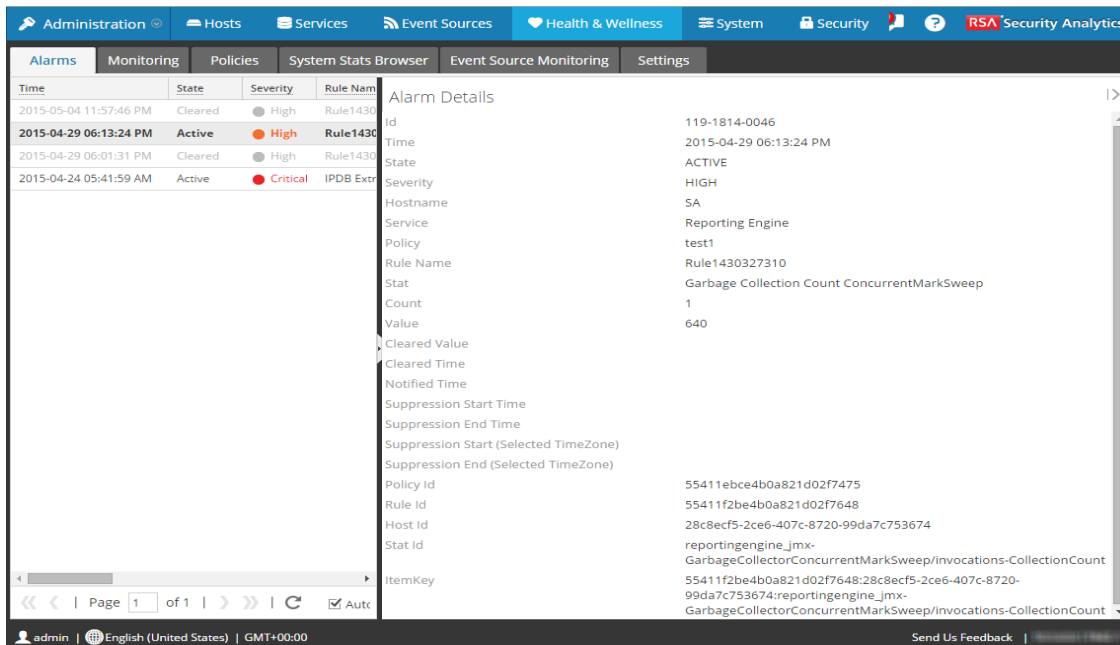 Administration Hosts Services Event Sources Health & Wellness System Security ? RSA Security Analytics
Alarms Monitoring Policies System Stats Browser Event Source Monitoring Settings
Time State Severity Rule Nam
2015-05-04 11:57:46 PM Cleared High Rule1430
2015-04-29 06:13:24 PM Active High Rule1430
2015-04-29 06:01:31 PM Cleared High Rule1430
2015-04-24 05:41:59 AM Active Critical IPDB Extr
Page 1 of 1 Auto
Alarm Details
Id 119-1814-0046
Time 2015-04-29 06:13:24 PM
State ACTIVE
Severity HIGH
Hostname SA
Service Reporting Engine
Policy test1
Rule Name Rule1430327310
Stat Garbage Collection Count ConcurrentMarkSweep
Count 1
Value 640
Cleared Value
Cleared Time
Notified Time
Suppression Start Time
Suppression End Time
Suppression Start (Selected TimeZone)
Suppression End (Selected TimeZone)
Policy Id 55411ebce4b0a821d02f7475
Rule Id 55411f2be4b0a821d02f7648
Host Id 28c8ecf5-2ce6-407c-8720-99da7c753674
Stat Id reportingengine_jmx-
GarbageCollectorConcurrentMarkSweep/invocations-CollectionCount
ItemKey 55411f2be4b0a821d02f7648:28c8ecf5-2ce6-407c-8720-
99da7c753674:reportingengine_jmx-
GarbageCollectorConcurrentMarkSweep/invocations-CollectionCount
admin | English (United States) | GMT+00:00 Send Us Feedback |